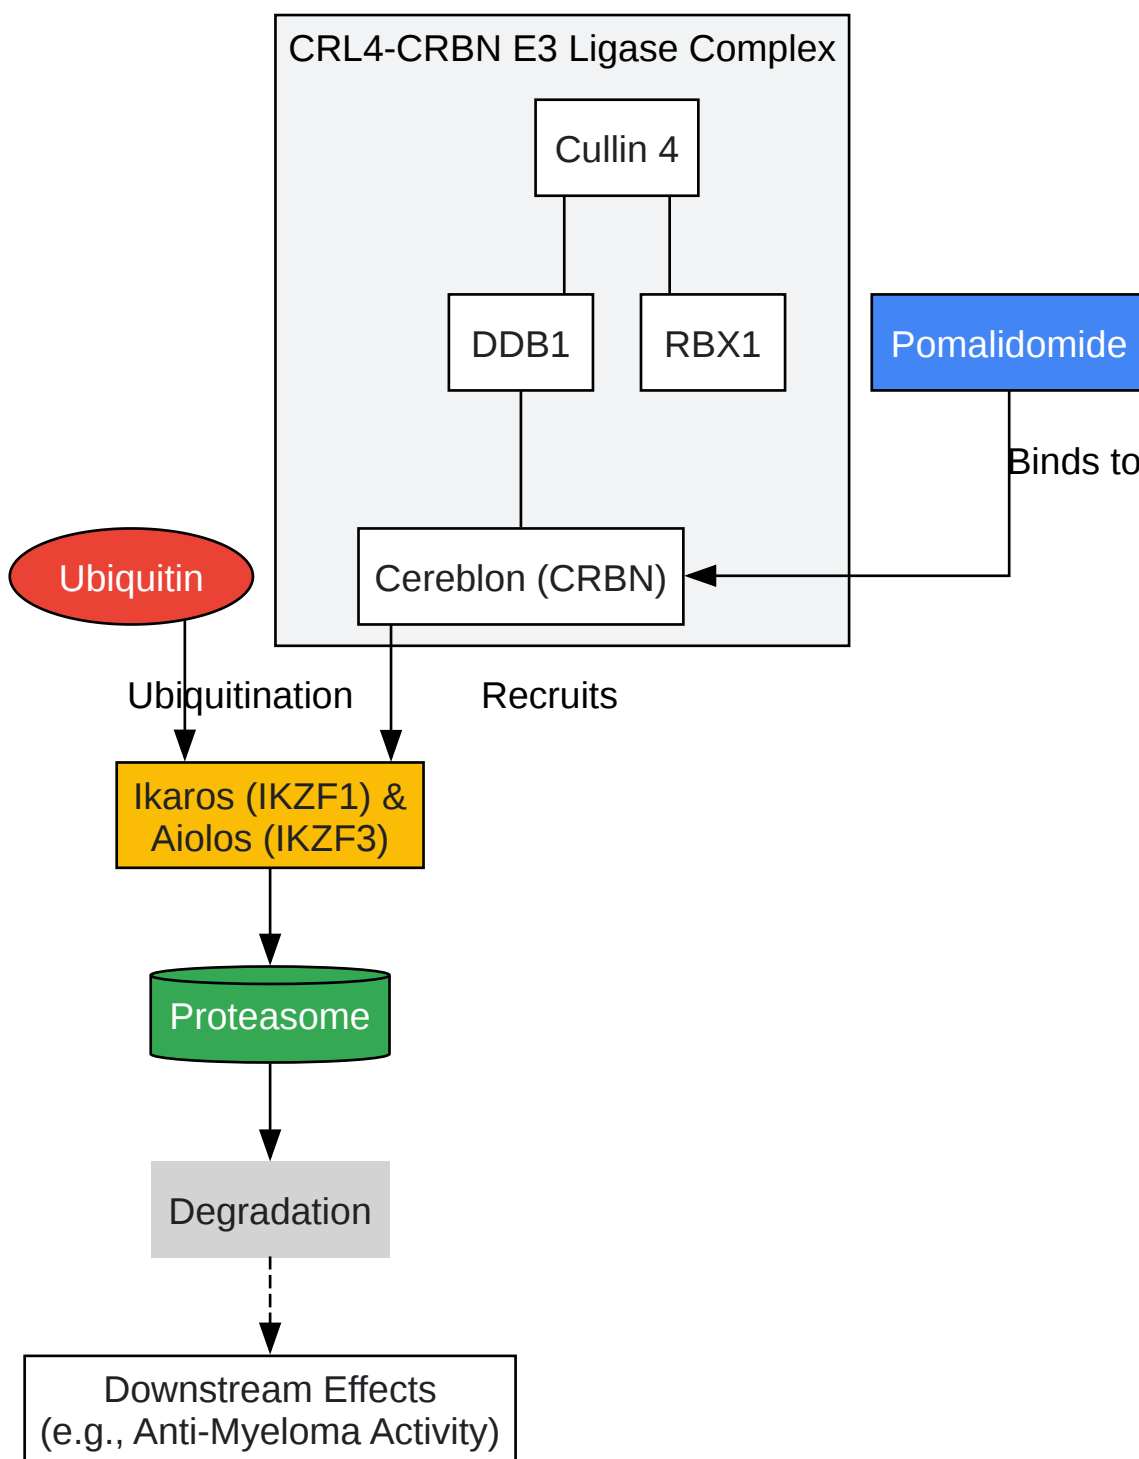 CRL4-CRBN E3 Ligase Complex
Cullin 4
DDB1
RBX1
Pomalidomide
Binds to
Ubiquitin
Cereblon (CRBN)
Ubiquitination
Recruits
Ikaros (IKZF1) &
Aiolos (IKZF3)
Proteasome
Degradation
Downstream Effects
(e.g., Anti-Myeloma Activity)